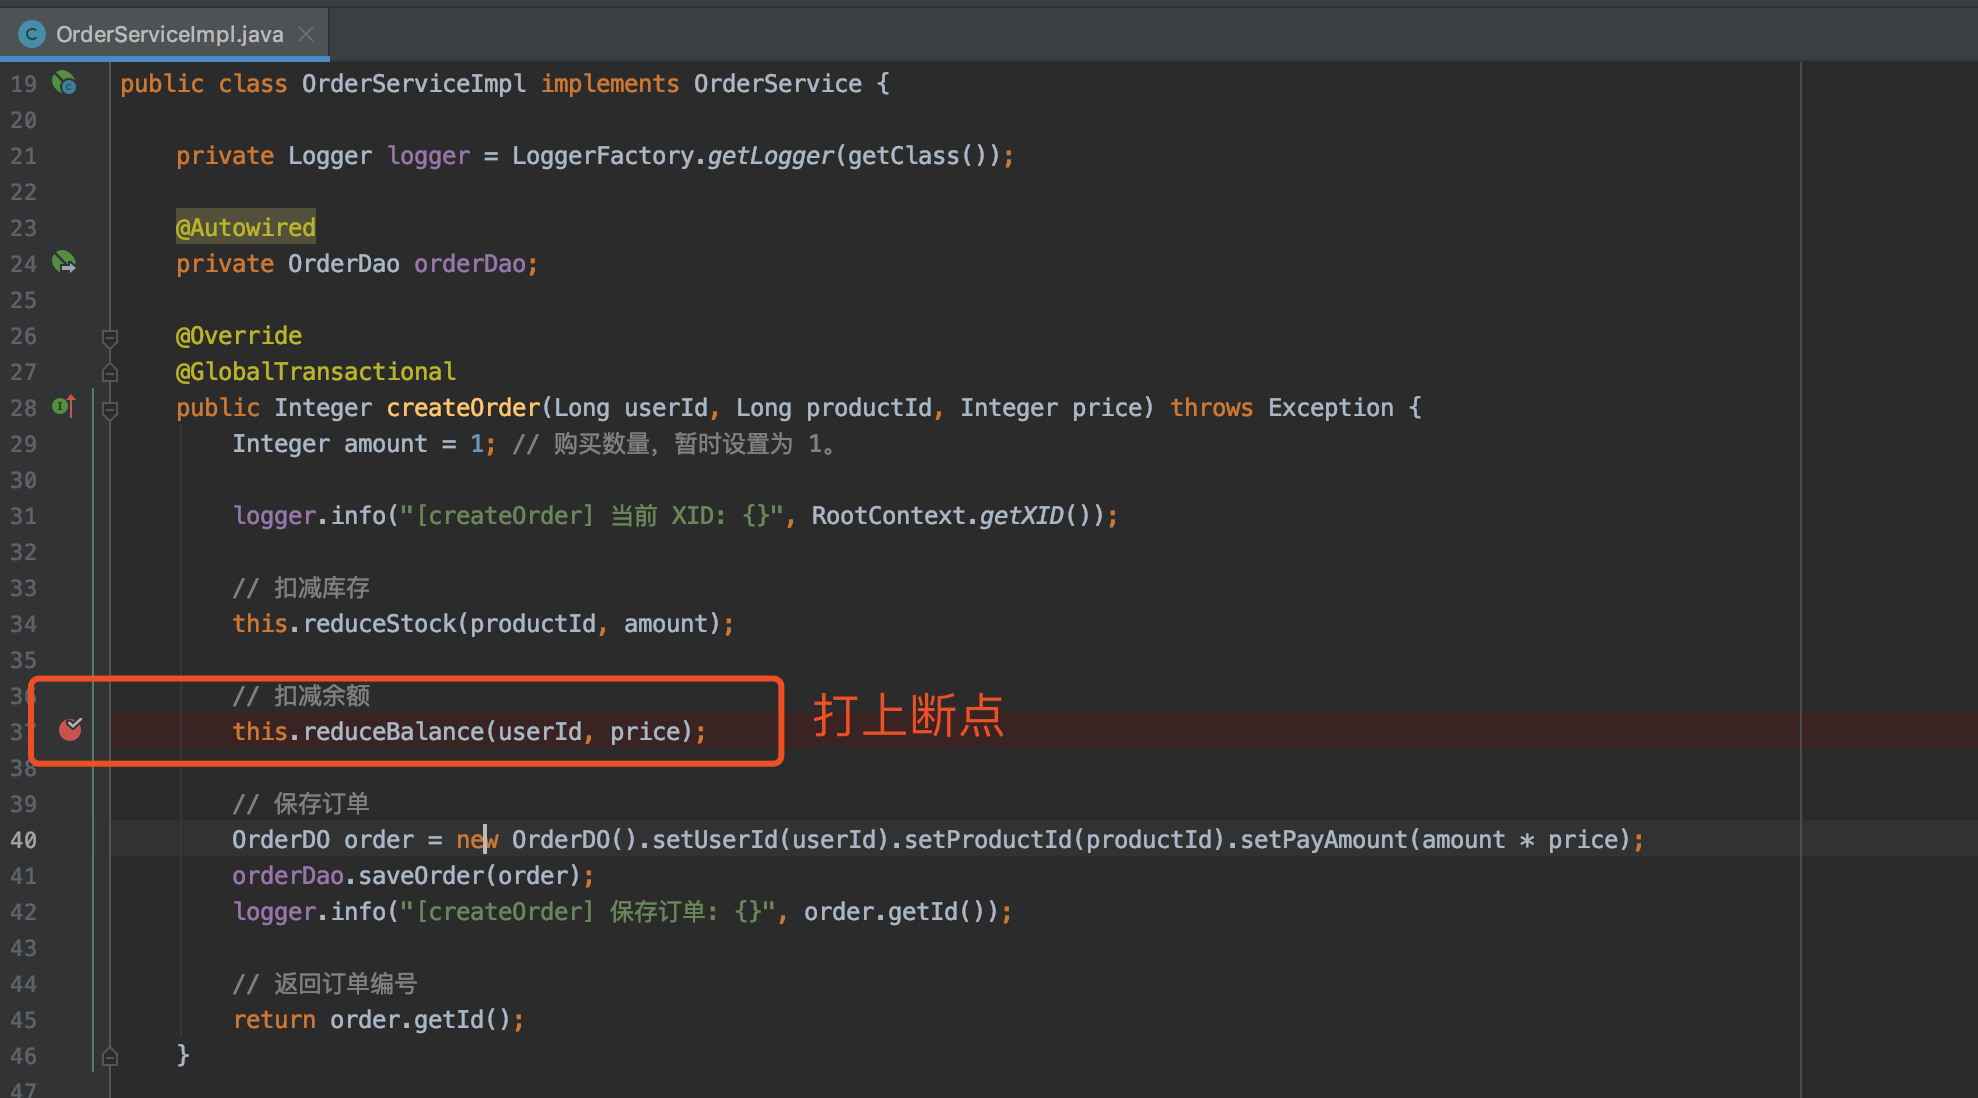 OrderServiceImpl.java
19 public class OrderServiceImpl implements OrderService {
20
21 private Logger logger = LoggerFactory.getLogger(getClass());
22
23 @Autowired
24 private OrderDao orderDao;
25
26 @Override
27 @GlobalTransactional
28 public Integer createOrder(Long userId, Long productId, Integer price) throws Exception {
29 Integer amount = 1; // 购买数量，暂时设置为 1。
30
31 logger.info("[createOrder] 当前 XID: {}", RootContext.getXID());
32
33 // 扣减库存
34 this.reduceStock(productId, amount);
35
36 // 扣减余额
37 this.reduceBalance(userId, price);
打上断点
38
39 // 保存订单
40 OrderDO order = new OrderDO().setUserId(userId).setProductId(productId).setPayAmount(amount * price);
41 orderDao.saveOrder(order);
42 logger.info("[createOrder] 保存订单: {}", order.getId());
43
44 // 返回订单编号
45 return order.getId();
46 }
47